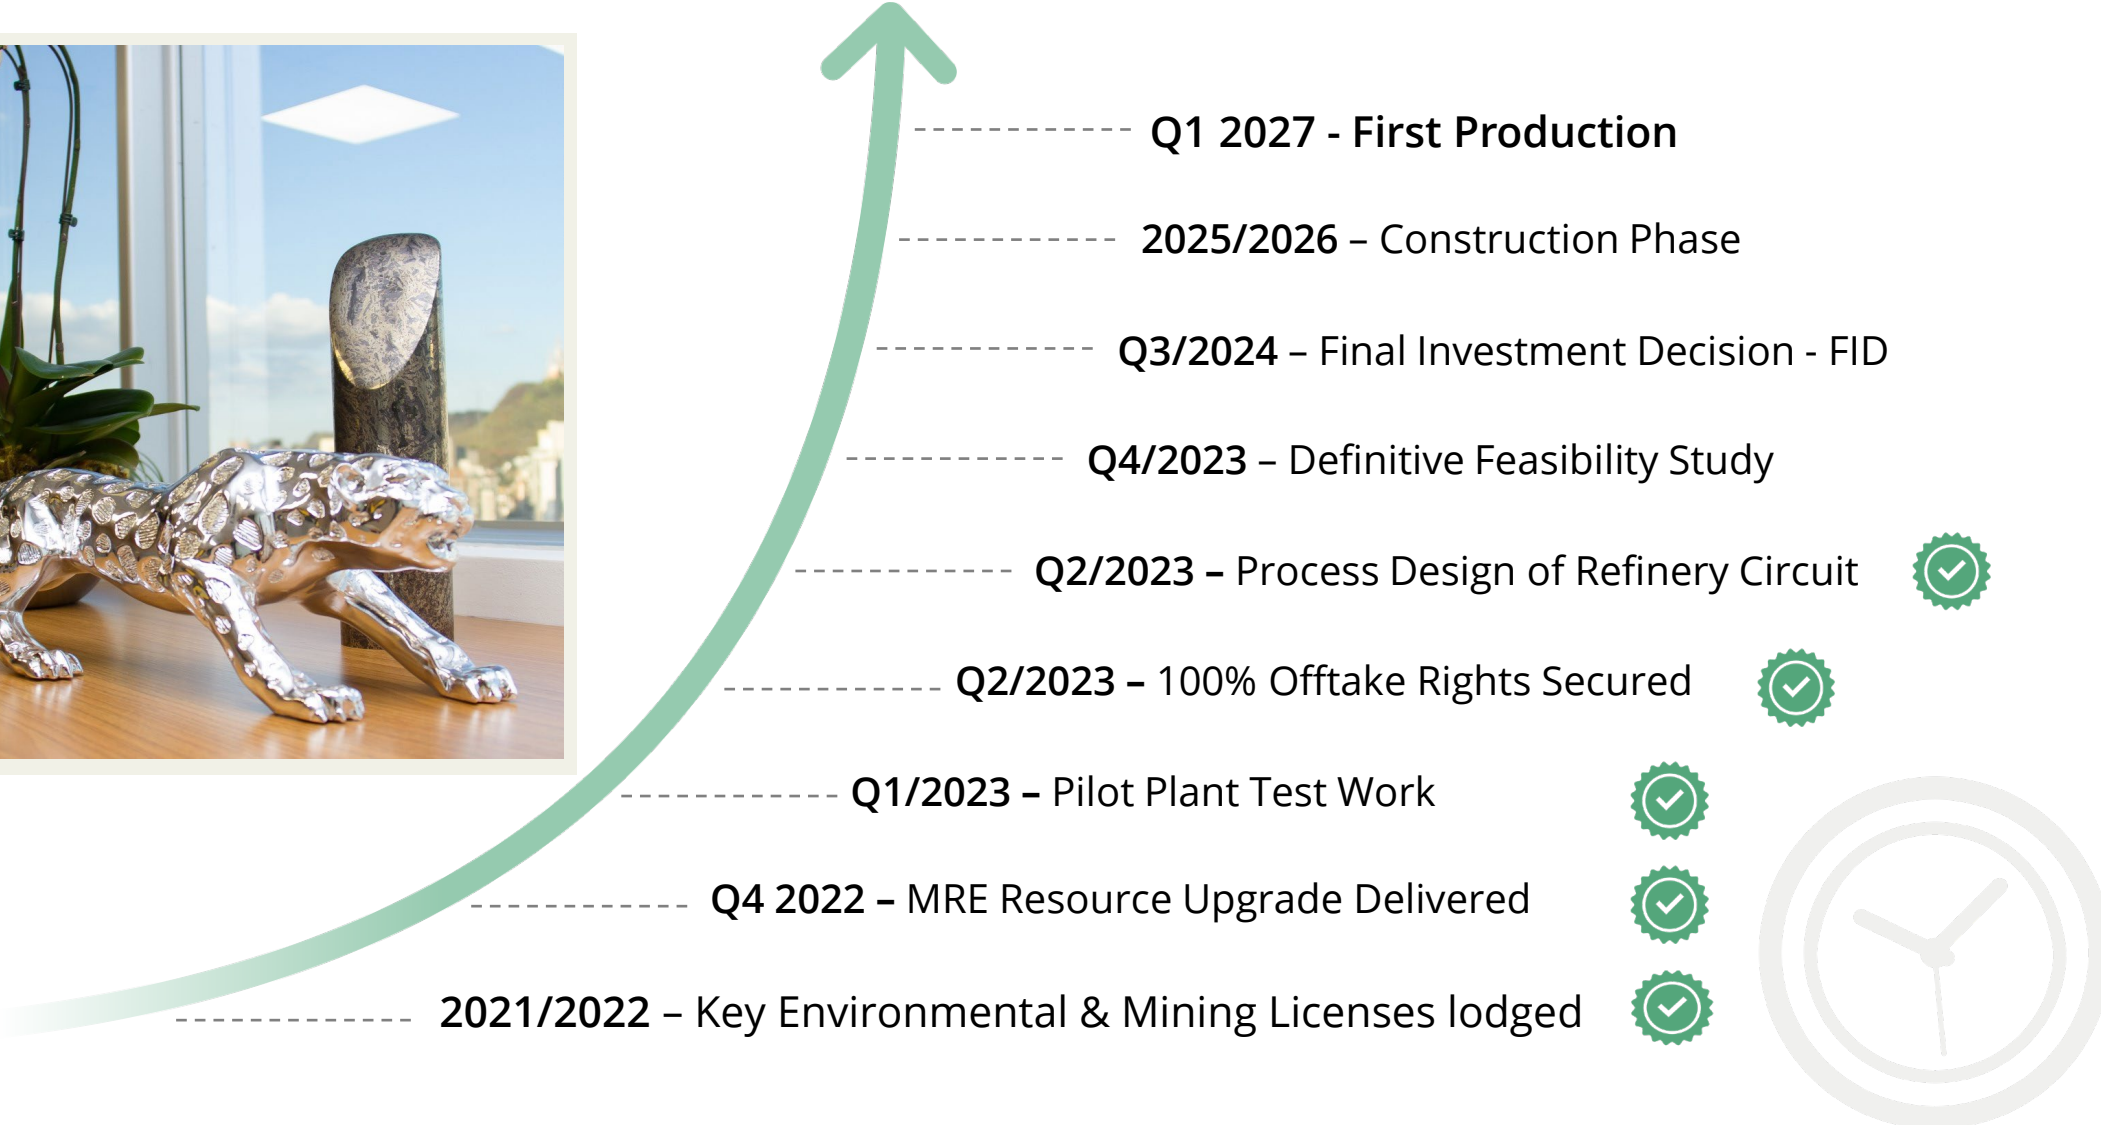 Q1 2027 - First Production
2025/2026 – Construction Phase
Q3/2024 – Final Investment Decision - FID
Q4/2023 – Definitive Feasibility Study
Q2/2023 – Process Design of Refinery Circuit
Q2/2023 – 100% Offtake Rights Secured
Q1/2023 – Pilot Plant Test Work
Q4 2022 – MRE Resource Upgrade Delivered
2021/2022 – Key Environmental & Mining Licenses lodged